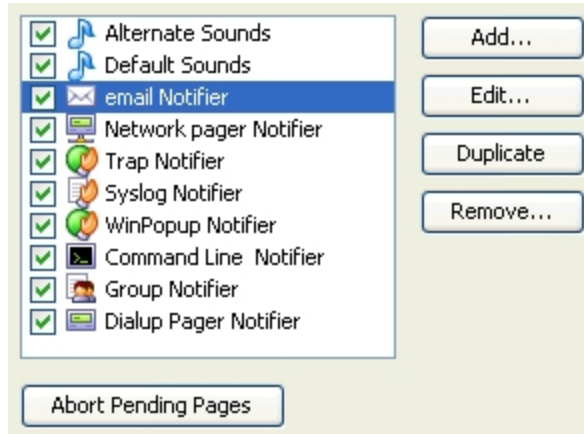 Alternate Sounds
Default Sounds
email Notifier
Network pager Notifier
Trap Notifier
Syslog Notifier
WinPopup Notifier
Command Line  Notifier
Group Notifier
Dialup Pager Notifier
Add...
Edit...
Duplicate
Remove...
Abort Pending Pages